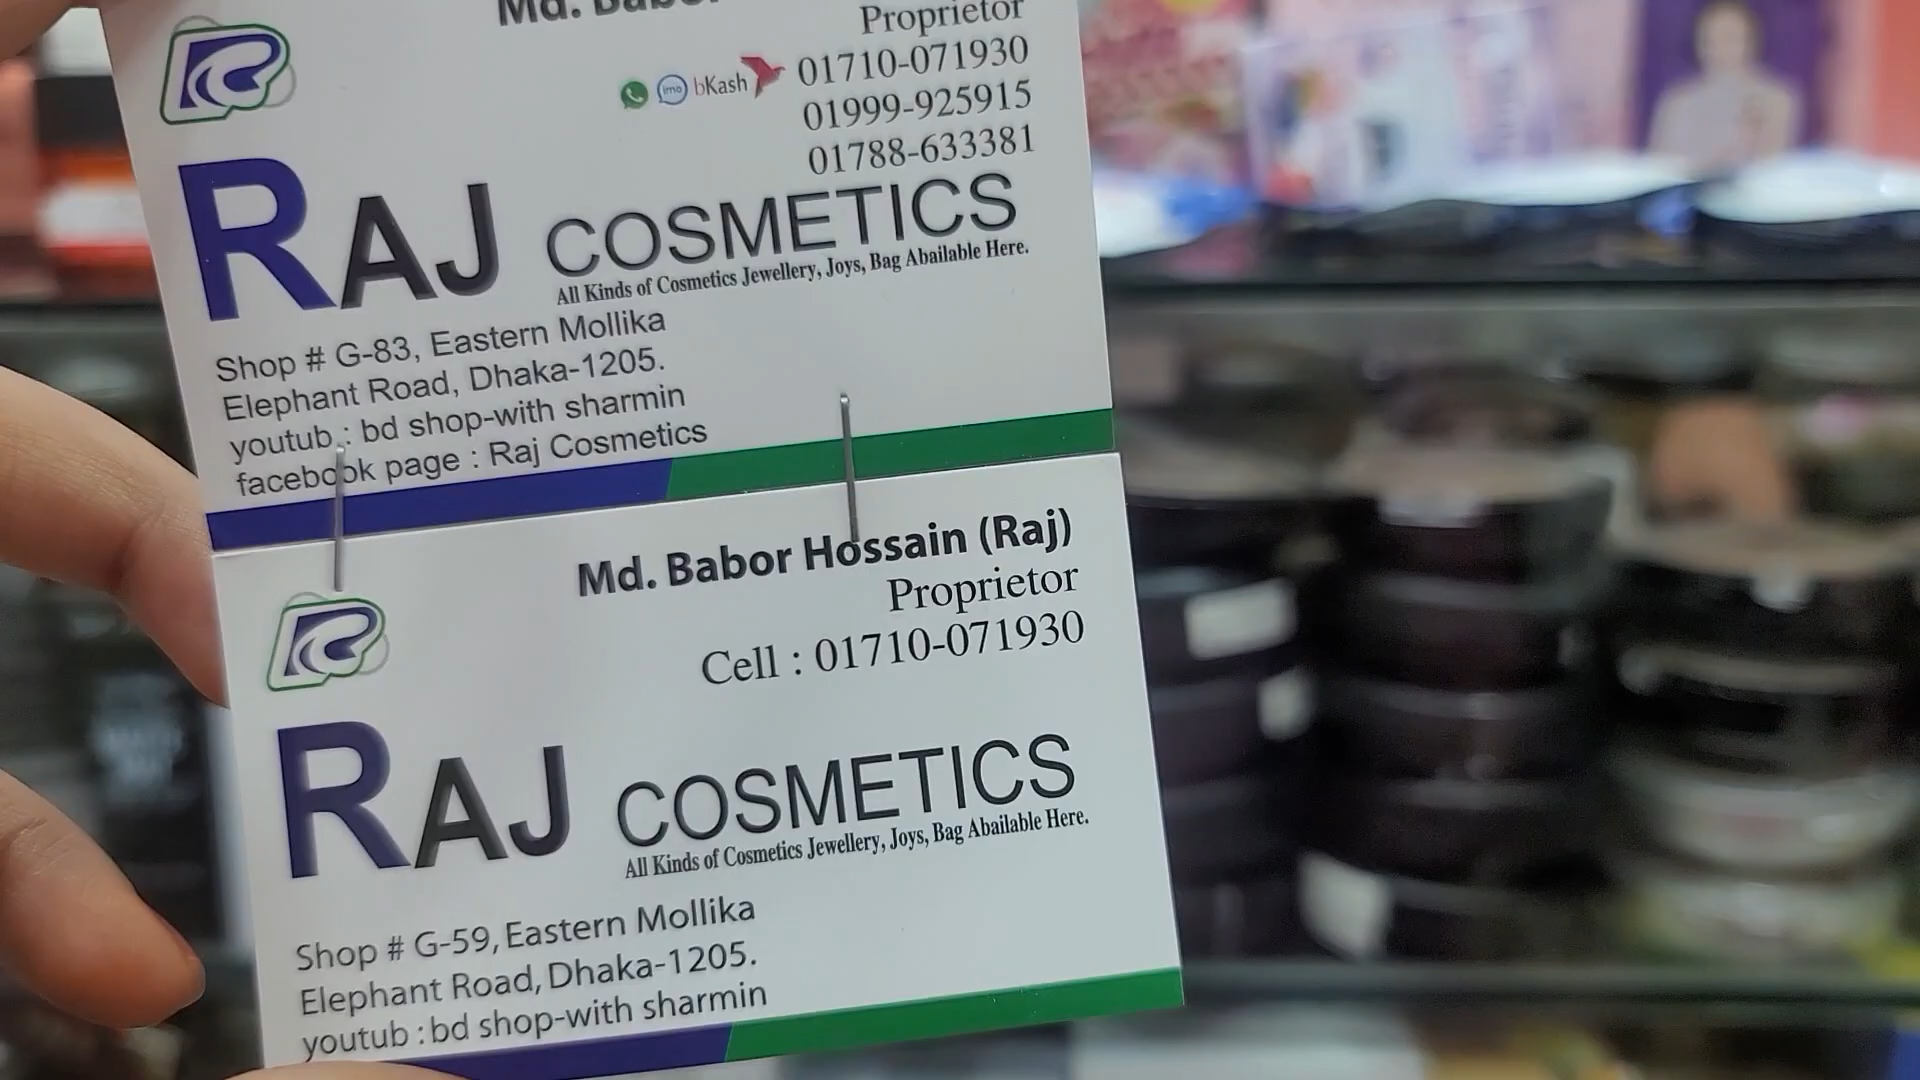 Md. Babor
Proprietor
bKash 01710-071930
imo
01999-925915
01788-633381
RAJ COSMETICS
All Kinds of Cosmetics Jewellery, Joys, Bag Abailable Here.
Shop # G-83, Eastern Mollika
Elephant Road, Dhaka-1205.
youtub : bd shop-with sharmin
facebook page : Raj Cosmetics
Md. Babor Hossain (Raj)
Proprietor
Cell : 01710-071930
RAJ COSMETICS
All Kinds of Cosmetics Jewellery, Joys, Bag Abailable Here.
Shop # G-59, Eastern Mollika
Elephant Road, Dhaka-1205.
youtub : bd shop-with sharmin